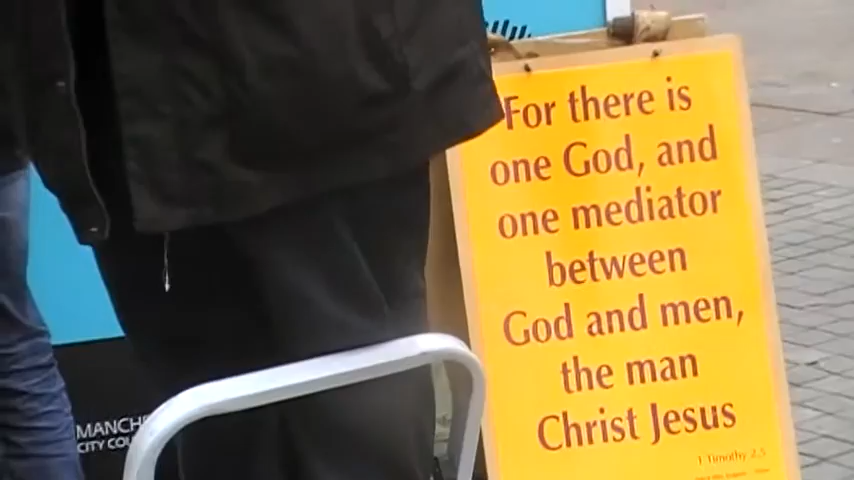 For there is
one God, and
one mediator
between
God and men,
the man
Christ Jesus
1 Timothy 2,5
MANCHES
CITY COU